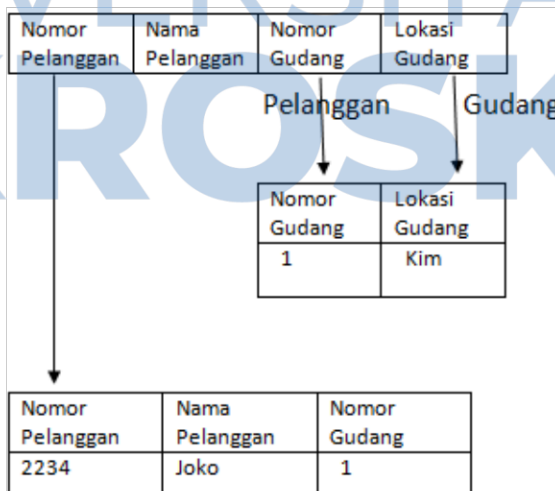 Nomor Nama Nomor Lokasi
Pelanggan Pelanggan Gudang Gudang
Pelanggan Gudang
Nomor Lokasi
Gudang Gudang
1 Kim
Nomor Nama Nomor
Pelanggan Pelanggan Gudang
2234 Joko 1